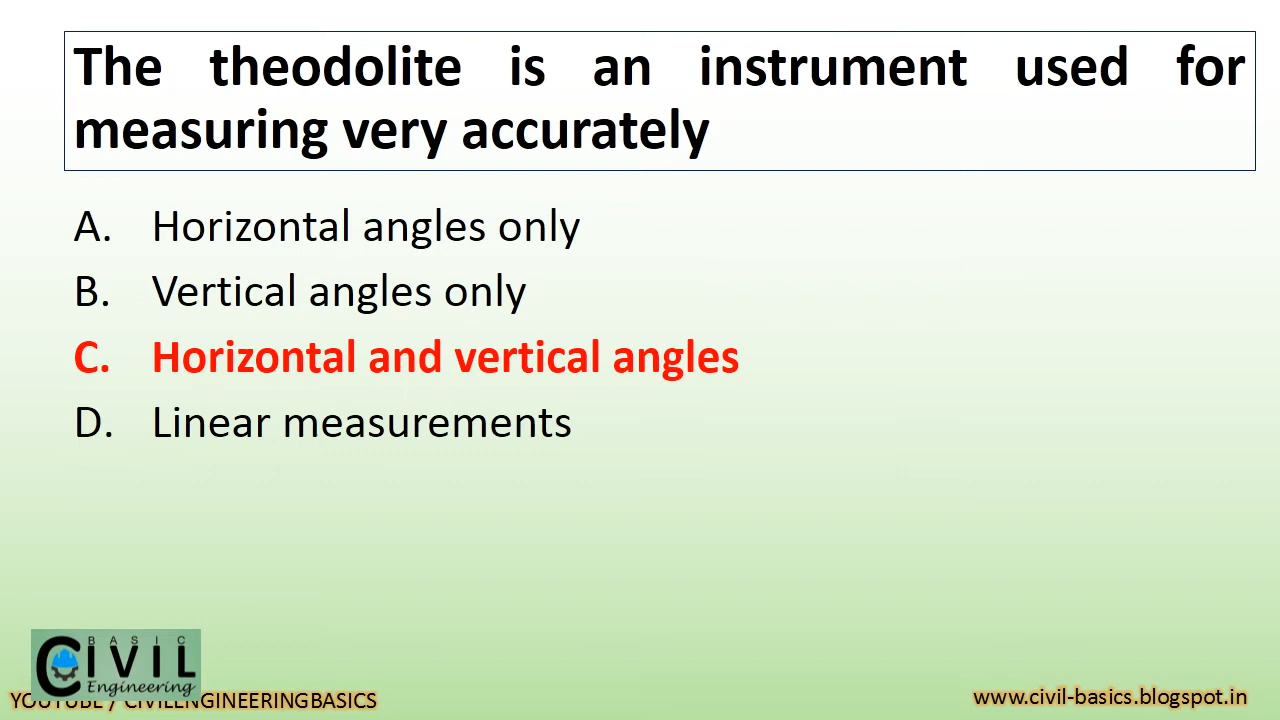 The theodolite is an instrument used for
measuring very accurately
A. Horizontal angles only
B. Vertical angles only
C. Horizontal and vertical angles
D. Linear measurements
BASIC
CIVIL
Engineering
YOUTUBE / CIVILENGINEERINGBASICS
www.civil-basics.blogspot.in